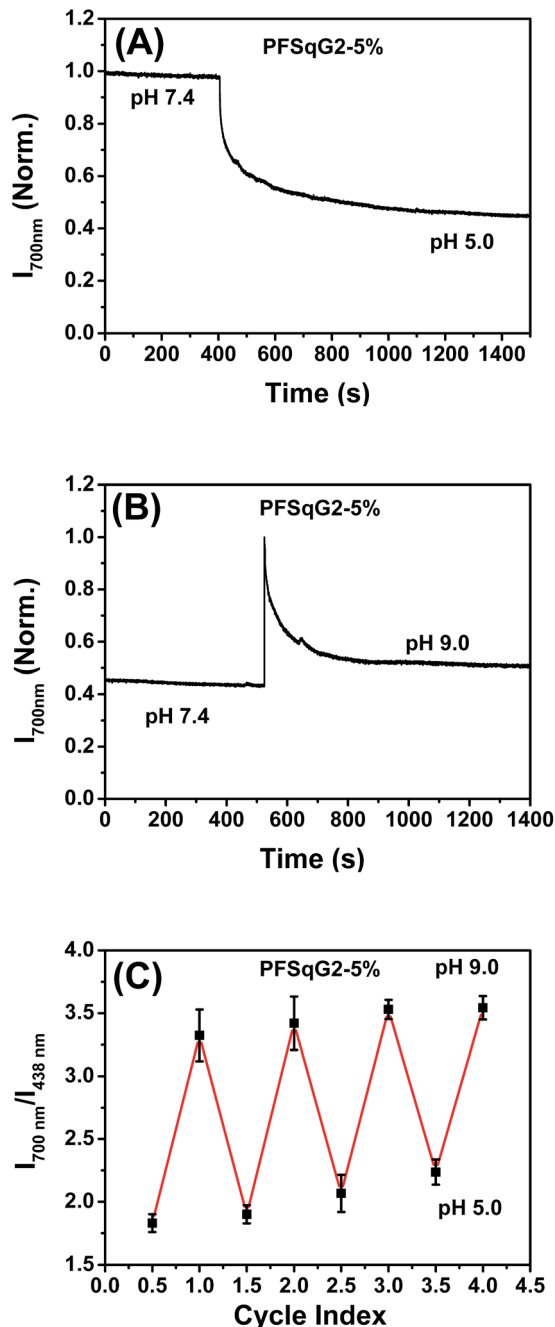 (A)
PFSqG2-5%
1.2
1.0
0.8
0.6
0.4
0.2
0.0
pH 7.4
pH 5.0
I700nm (Norm.)
0 200 400 600 800 1000 1200 1400
Time (s)
(B)
PFSqG2-5%
1.2
1.0
0.8
0.6
0.4
0.2
0.0
pH 9.0
pH 7.4
I700nm (Norm.)
0 200 400 600 800 1000 1200 1400
Time (s)
(C)
PFSqG2-5%
pH 9.0
4.0
3.5
3.0
2.5
2.0
1.5
pH 5.0
I700 nm/I438 nm
0.0 0.5 1.0 1.5 2.0 2.5 3.0 3.5 4.0 4.5
Cycle Index